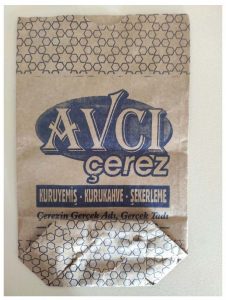 AVCI
çerez
KURUYEMİŞ - KURUKAHVE - ŞEKERLEME
Çerezin Gerçek Adı, Gerçek Tadı